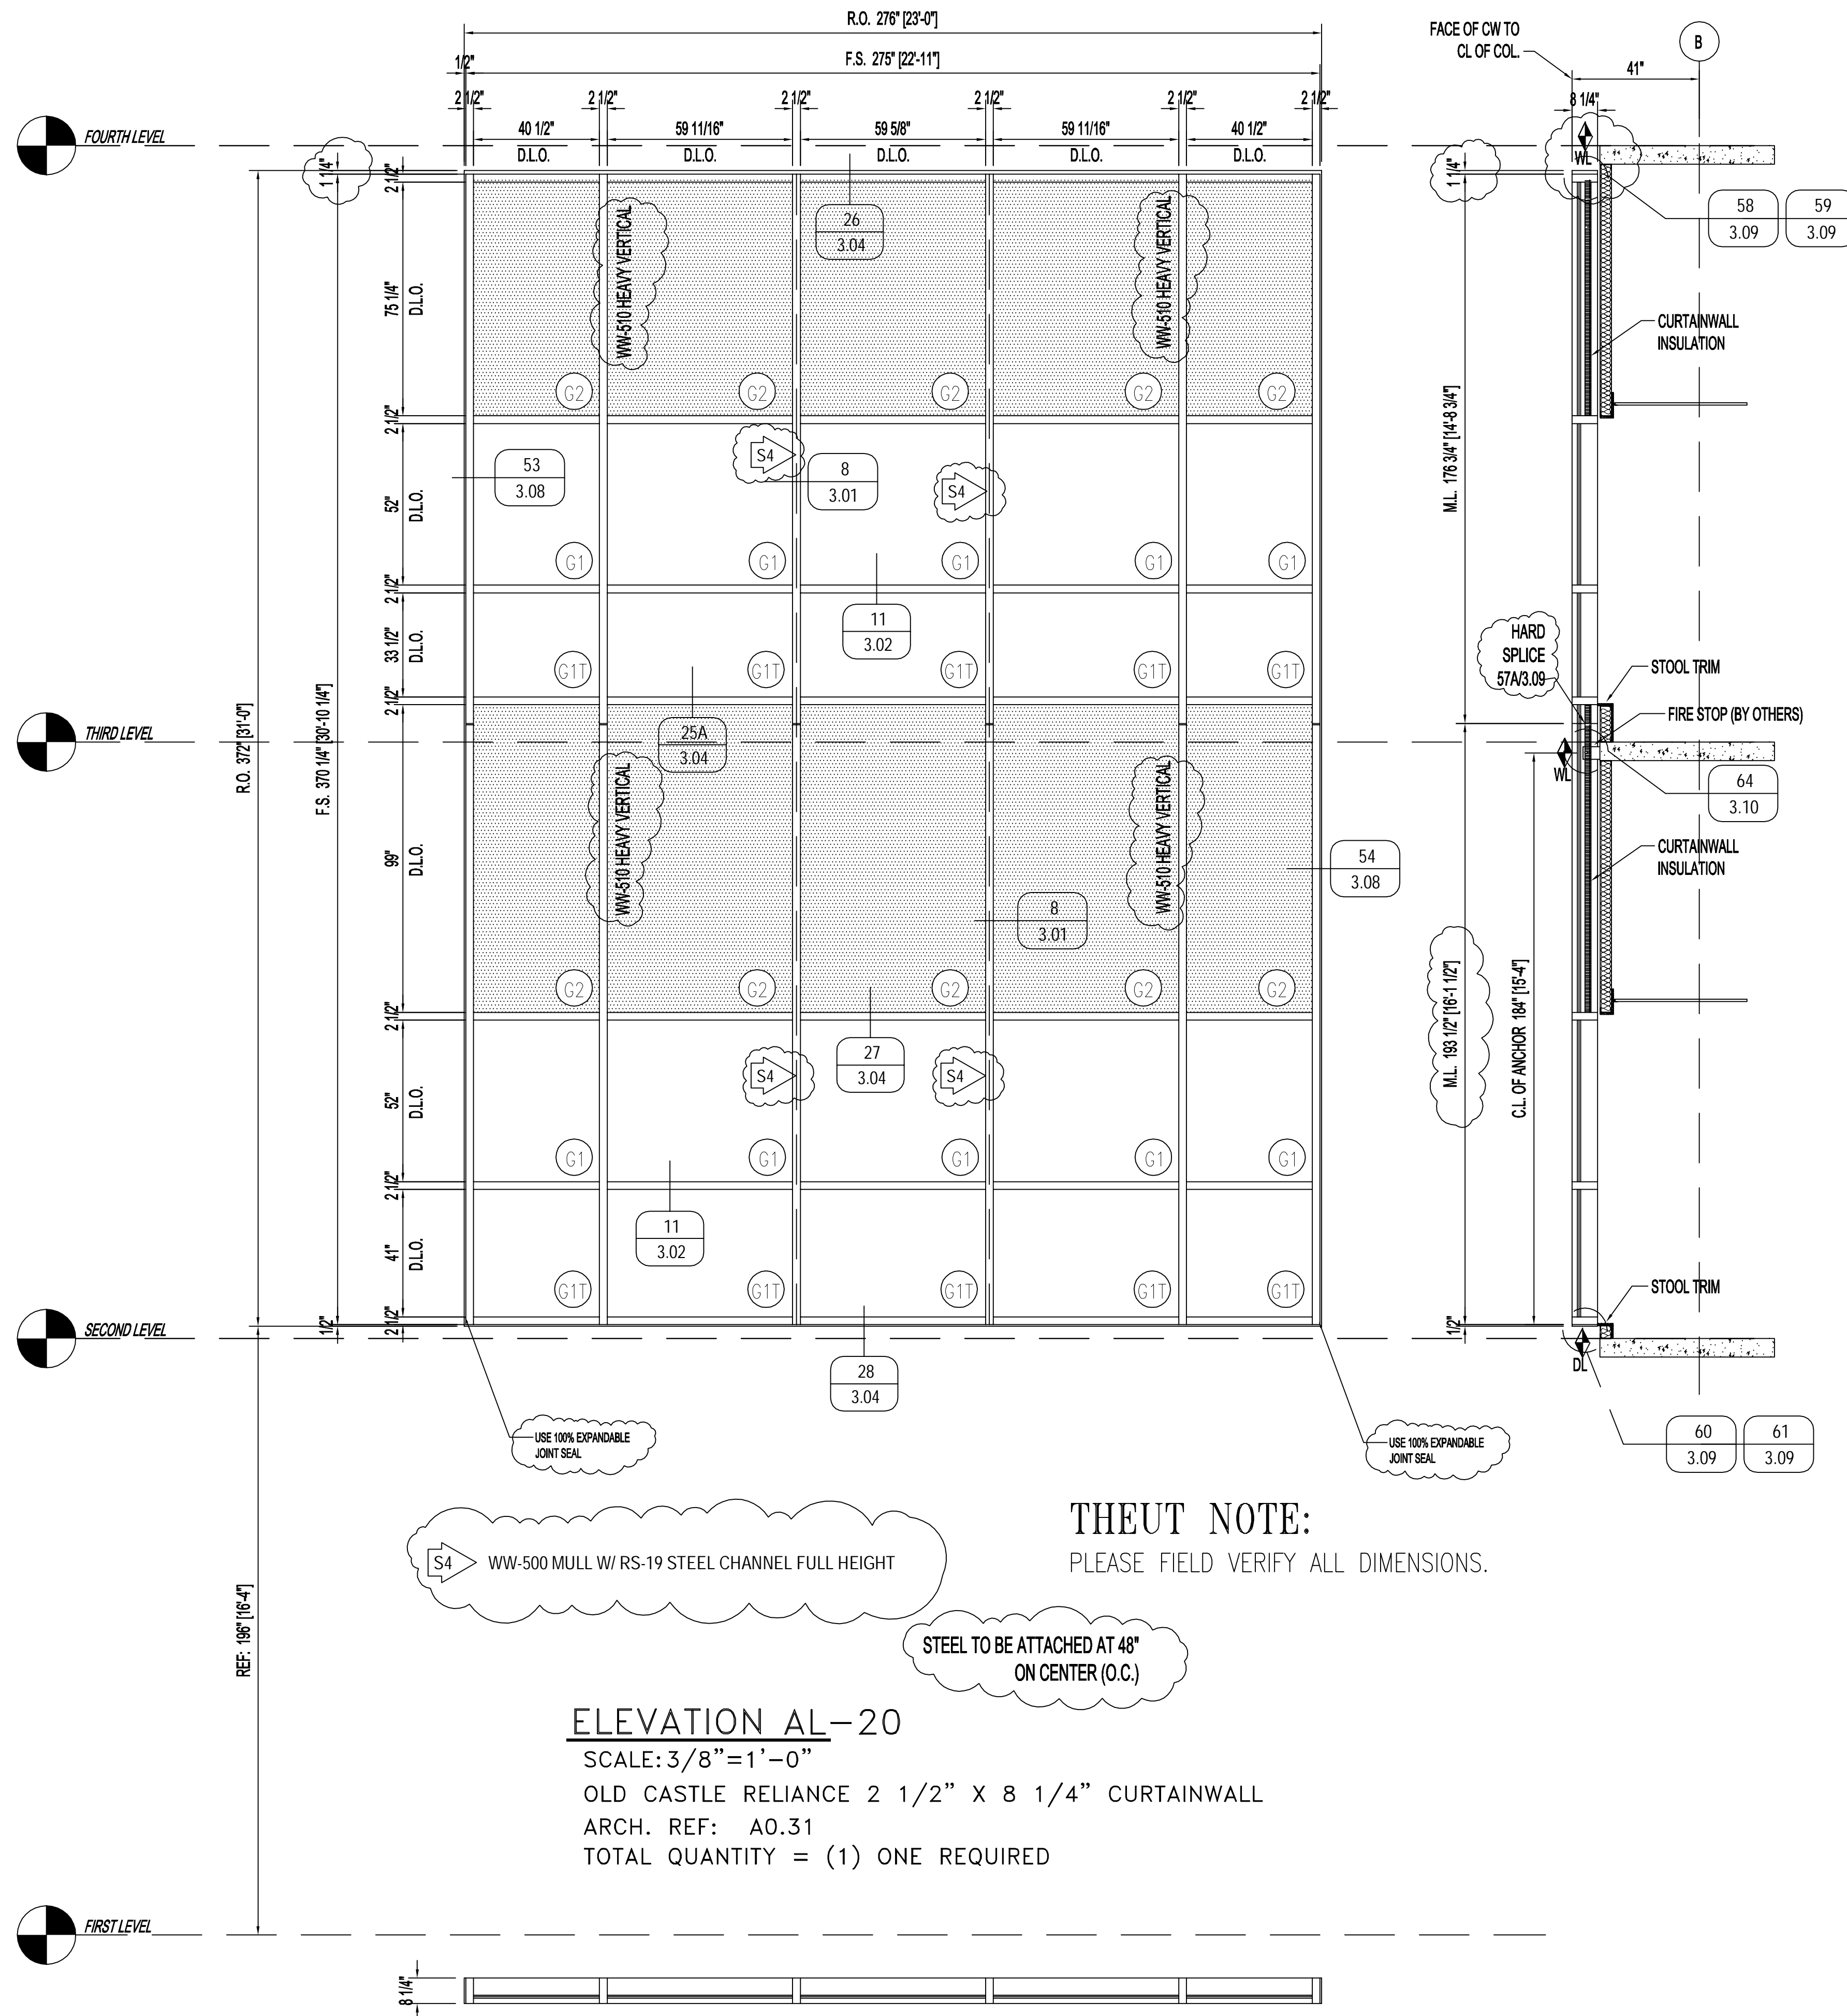 R.O. 276" [23'-0"]
F.S. 275" [22'-11"]
1/2"
2 1/2" 2 1/2" 2 1/2" 2 1/2" 2 1/2" 2 1/2"
40 1/2" 59 11/16" 59 5/8" 59 11/16" 40 1/2"
D.L.O. D.L.O. D.L.O. D.L.O. D.L.O.
FACE OF CW TO
CL OF COL.
B
41"
8 1/4"
FOURTH LEVEL
1 1/4"
2 1/2"
1 1/4"
WL
26
3.04
58
3.09
59
3.09
WW-510 HEAVY VERTICAL
WW-510 HEAVY VERTICAL
75 1/4"
D.L.O.
CURTAINWALL
INSULATION
G2 G2 G2 G2 G2
2 1/2"
M.L. 176 3/4" [14'-8 3/4"]
S4
S4
53
3.08
8
3.01
52"
D.L.O.
G1 G1 G1 G1 G1
2 1/2"
11
3.02
33 1/2"
D.L.O.
G1T G1T G1T G1T G1T
HARD
SPLICE
57A/3.09
STOOL TRIM
2 1/2"
FIRE STOP (BY OTHERS)
THIRD LEVEL
25A
3.04
WL
64
3.10
R.O. 372" [31'-0"]
F.S. 370 1/4" [30'-10 1/4"]
WW-510 HEAVY VERTICAL
WW-510 HEAVY VERTICAL
99"
D.L.O.
54
3.08
CURTAINWALL
INSULATION
8
3.01
G2 G2 G2 G2 G2
2 1/2"
M.L. 193 1/2" [16'-1 1/2"]
C.L. OF ANCHOR 184" [15'-4"]
27
3.04
S4
S4
52"
D.L.O.
G1 G1 G1 G1 G1
2 1/2"
11
3.02
41"
D.L.O.
G1T G1T G1T G1T G1T
STOOL TRIM
2 1/2"
1/2"
1/2"
SECOND LEVEL
DL
28
3.04
USE 100% EXPANDABLE
JOINT SEAL
USE 100% EXPANDABLE
JOINT SEAL
60
3.09
61
3.09
THEUT NOTE:
PLEASE FIELD VERIFY ALL DIMENSIONS.
S4 WW-500 MULL W/ RS-19 STEEL CHANNEL FULL HEIGHT
REF: 196" [16'-4"]
STEEL TO BE ATTACHED AT 48"
ON CENTER (O.C.)
ELEVATION AL-20
SCALE: 3/8"=1'-0"
OLD CASTLE RELIANCE 2 1/2" X 8 1/4" CURTAINWALL
ARCH. REF: A0.31
TOTAL QUANTITY = (1) ONE REQUIRED
FIRST LEVEL
8 1/4"